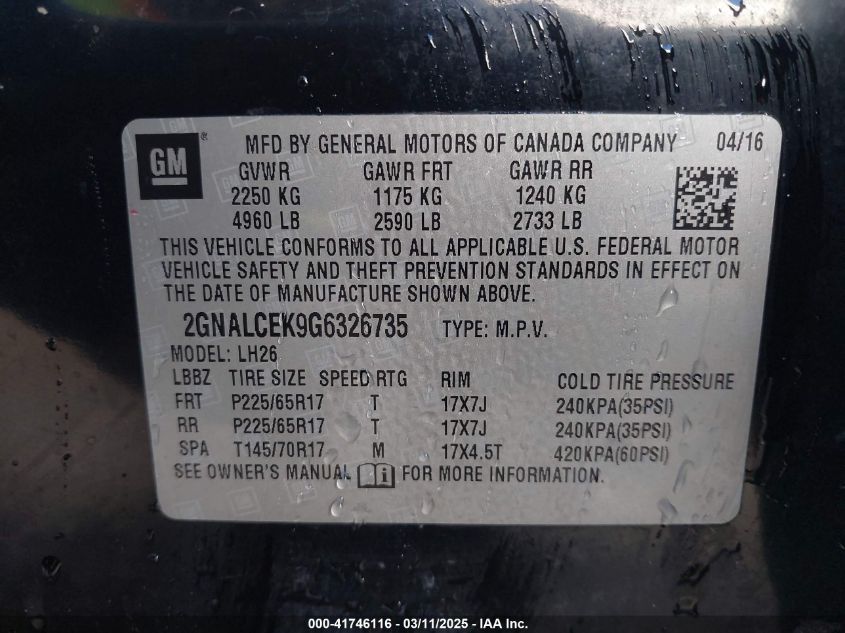 GM ® MFD BY GENERAL MOTORS OF CANADA COMPANY 04/16
GVWR GAWR FRT GAWR RR
2250 KG 1175 KG 1240 KG
4960 LB 2590 LB 2733 LB
THIS VEHICLE CONFORMS TO ALL APPLICABLE U.S. FEDERAL MOTOR
VEHICLE SAFETY AND THEFT PREVENTION STANDARDS IN EFFECT ON
THE DATE OF MANUFACTURE SHOWN ABOVE.
2GNALCEK9G6326735 TYPE: M.P.V.
MODEL: LH26
LBBZ TIRE SIZE SPEED RTG RIM COLD TIRE PRESSURE
FRT P225/65R17 T 17X7J 240KPA(35PSI)
RR P225/65R17 T 17X7J 240KPA(35PSI)
SPA T145/70R17 M 17X4.5T 420KPA(60PSI)
SEE OWNER'S MANUAL i FOR MORE INFORMATION.
000-41746116 - 03/11/2025 - IAA Inc.